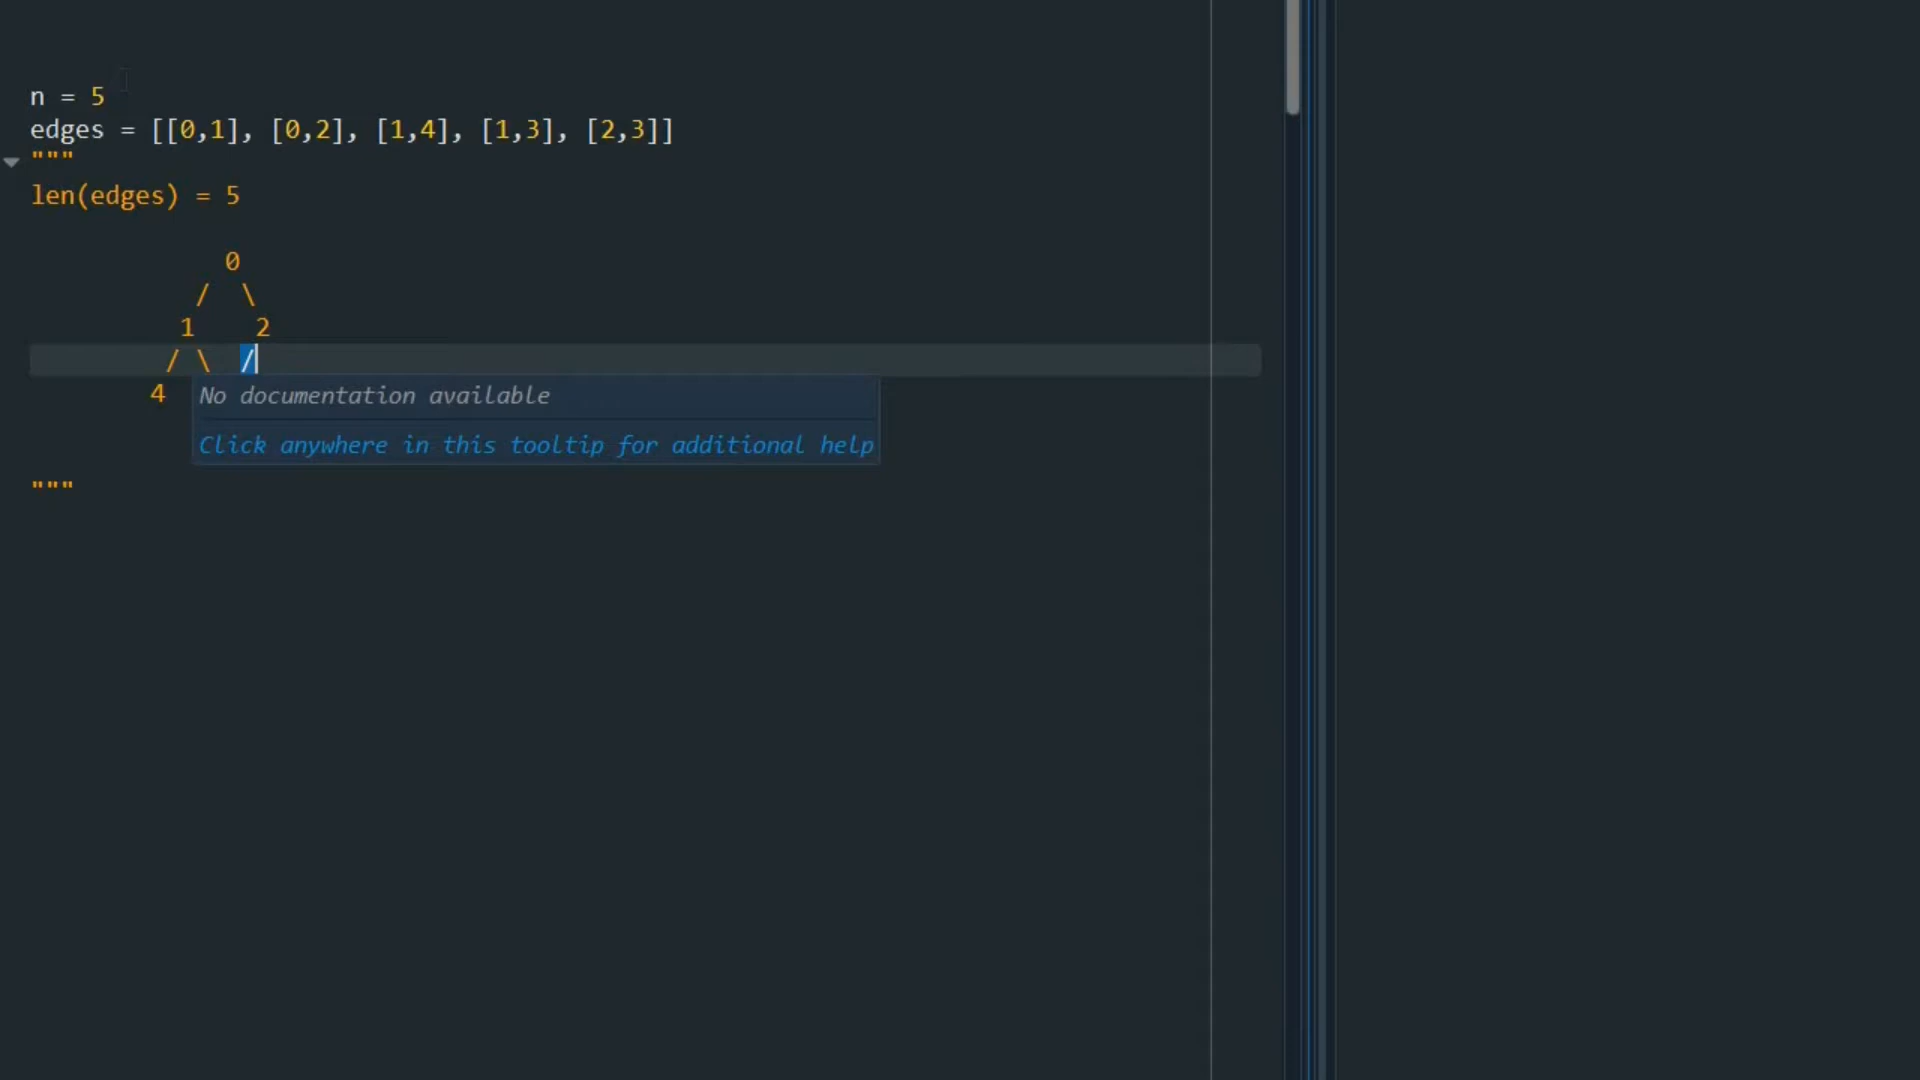 n = 5
edges = [[0,1], [0,2], [1,4], [1,3], [2,3]]
"""
len(edges) = 5
0
/ \
1 2
/ \ /
4
No documentation available
Click anywhere in this tooltip for additional help
"""